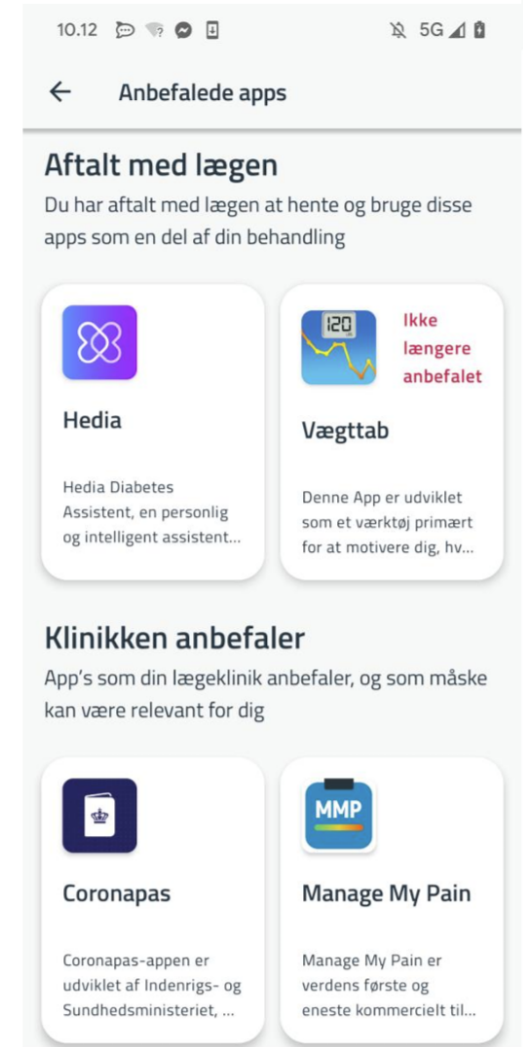 10.12
5G
Anbefalede apps
Aftalt med lægen
Du har aftalt med lægen at hente og bruge disse
apps som en del af din behandling
120
Ikke
længere
anbefalet
Hedia
Vægttab
Hedia Diabetes
Assistent, en personlig
og intelligent assistent...
Denne App er udviklet
som et værktøj primært
for at motivere dig, hv...
Klinikken anbefaler
App's som din lægeklinik anbefaler, og som måske
kan være relevant for dig
MMP
Coronapas
Manage My Pain
Coronapas-appen er
udviklet af Indenrigs- og
Sundhedsministeriet, ...
Manage My Pain er
verdens første og
eneste kommercielt til...